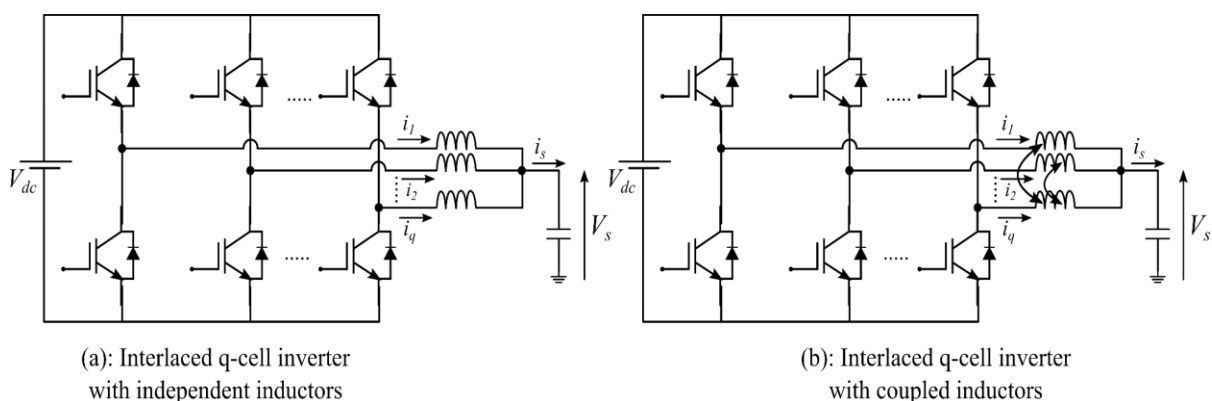 .....
i_1
i_s
V_dc
i_2
V_s
i_q
.....
(a): Interlaced q-cell inverter
with independent inductors
.....
i_1
i_s
V_dc
i_2
V_s
i_q
.....
(b): Interlaced q-cell inverter
with coupled inductors